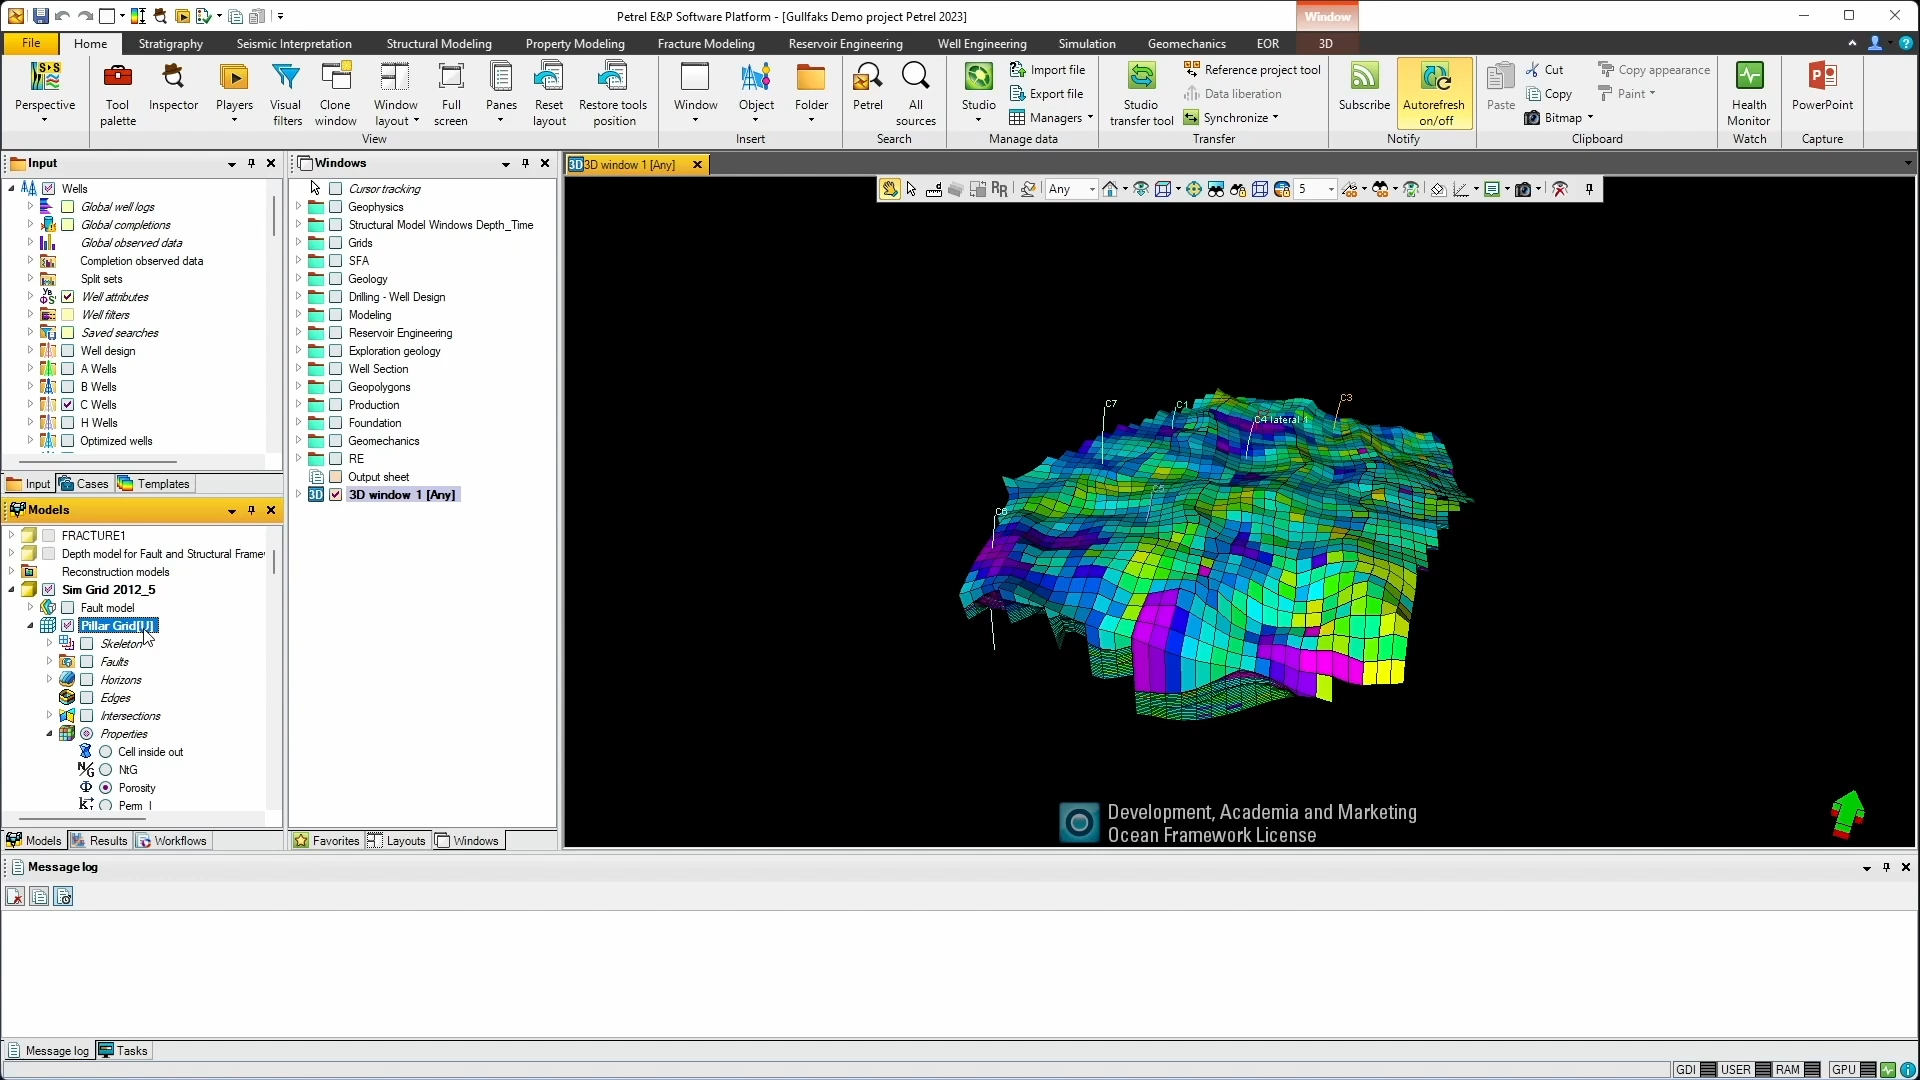 Petrel E&P Software Platform - [Gullfaks Demo project Petrel 2023]
Window
File Home Stratigraphy Seismic Interpretation Structural Modeling Property Modeling Fracture Modeling Reservoir Engineering Well Engineering Simulation Geomechanics EOR 3D
Perspective
Tool palette
Inspector
Players
Visual filters
Clone window
Window layout
Full screen
Panes
Reset layout
Restore tools position
View
Window
Object
Folder
Insert
Petrel
All sources
Search
Studio
Import file
Export file
Managers
Manage data
Studio transfer tool
Reference project tool
Data liberation
Synchronize
Transfer
Subscribe
Autorefresh on/off
Notify
Paste
Cut
Copy
Bitmap
Copy appearance
Paint
Clipboard
Health Monitor
Watch
PowerPoint
Capture
Input
Wells
Global well logs
Global completions
Global observed data
Completion observed data
Split sets
Well attributes
Well filters
Saved searches
Well design
A Wells
B Wells
C Wells
H Wells
Optimized wells
Input Cases Templates
Models
FRACTURE1
Depth model for Fault and Structural Framew
Reconstruction models
Sim Grid 2012_5
Fault model
Pillar Grid[U]
Skeleton
Faults
Horizons
Edges
Intersections
Properties
Cell inside out
NtG
Porosity
Perm_I
Models Results Workflows
Windows
Cursor tracking
Geophysics
Structural Model Windows Depth_Time
Grids
SFA
Geology
Drilling - Well Design
Modeling
Reservoir Engineering
Exploration geology
Well Section
Geopolygons
Production
Foundation
Geomechanics
RE
Output sheet
3D 3D window 1 [Any]
Favorites Layouts Windows
3D 3D window 1 [Any]
Any
5
C7
C1
C3
C4 lateral 1
C6
Development, Academia and Marketing
Ocean Framework License
Message log
Message log Tasks
GDI USER RAM GPU